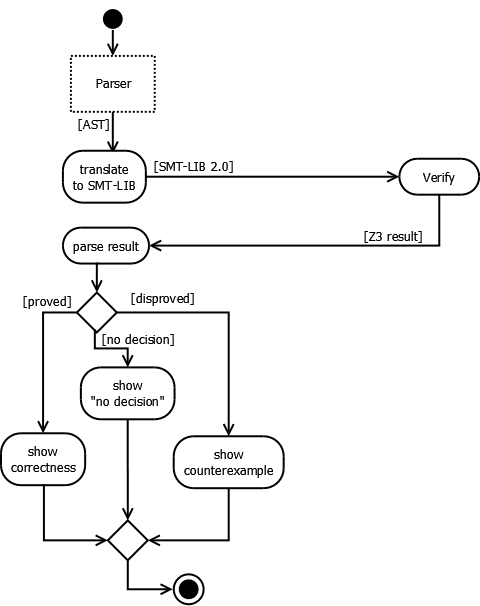 Parser
[AST]
translate
to SMT-LIB
[SMT-LIB 2.0]
Verify
[Z3 result]
parse result
[proved]
[disproved]
[no decision]
show
"no decision"
show
correctness
show
counterexample